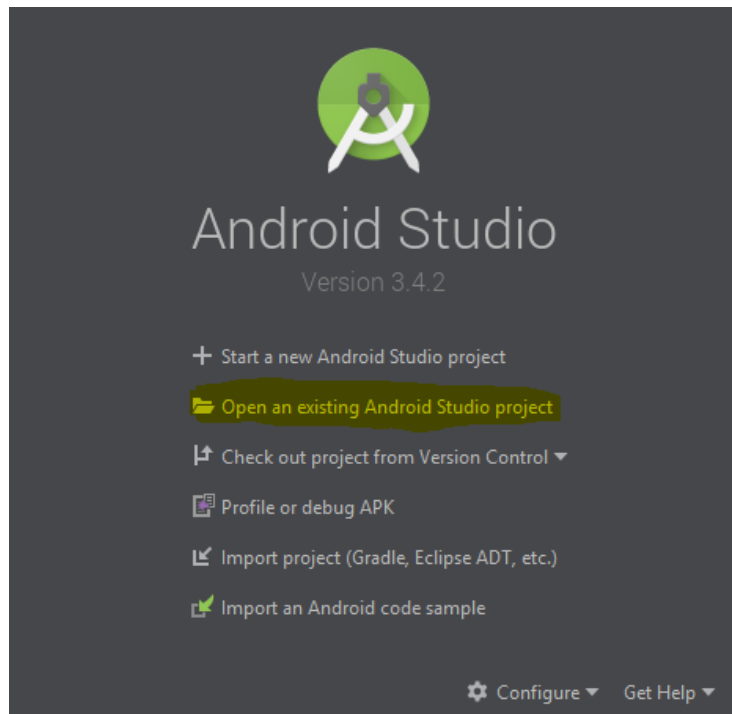 Android Studio
Version 3.4.2
Start a new Android Studio project
Open an existing Android Studio project
Check out project from Version Control
Profile or debug APK
Import project (Gradle, Eclipse ADT, etc.)
Import an Android code sample
Configure Get Help